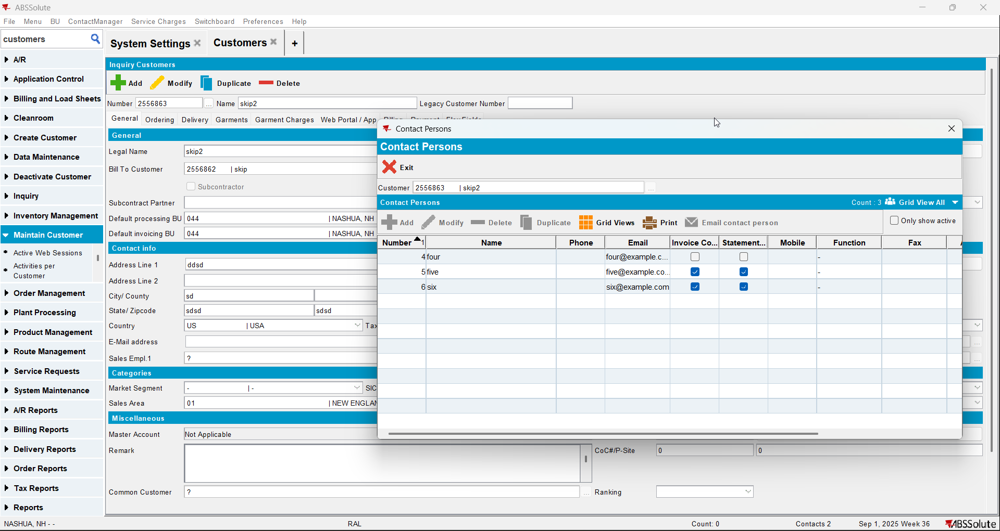 ABSSolute
File Menu BU ContactManager Service Charges Switchboard Preferences Help
customers
System Settings Customers +
A/R
Application Control
Billing and Load Sheets
Cleanroom
Create Customer
Data Maintenance
Deactivate Customer
Inquiry
Inventory Management
Maintain Customer
Active Web Sessions
Activities per
Customer
Order Management
Plant Processing
Product Management
Route Management
Service Requests
System Maintenance
A/R Reports
Billing Reports
Delivery Reports
Order Reports
Tax Reports
Reports
Inquiry Customers
Add Modify Duplicate Delete
Number 2556863 ... Name skip2 Legacy Customer Number
General Ordering Delivery Garments Garment Charges Web Portal / App
General
Legal Name skip2
Bill To Customer 2556862 | skip
Subcontractor
Subcontract Partner
Default processing BU 044 | NASHUA, NH
Default invoicing BU 044 | NASHUA, NH
Contact info
Address Line 1 ddsd
Address Line 2
City/ County sd
State/ Zipcode sdsd sdsd
Country US | USA Tax
E-Mail address ...
Sales Empl.1 ? ...
Categories
Market Segment - | - SIC
Sales Area 01 | NEW ENGLAN
Miscellaneous
Master Account Not Applicable
Remark CoC#/P-Site 0 0
Common Customer ? ... Ranking
Contact Persons
Contact Persons
Exit
Customer 2556863 | skip2 ...
Contact Persons Count : 3 Grid View All
Add Modify Delete Duplicate Grid Views Print Email contact person Only show active
Number 1 Name Phone Email Invoice Co... Statement... Mobile Function Fax
4 four four@example.c... -
5 five five@example.co... -
6 six six@example.com -
NASHUA, NH - - RAL Count: 0 Contacts 2 Sep 1, 2025 Week 36 ABSSolute